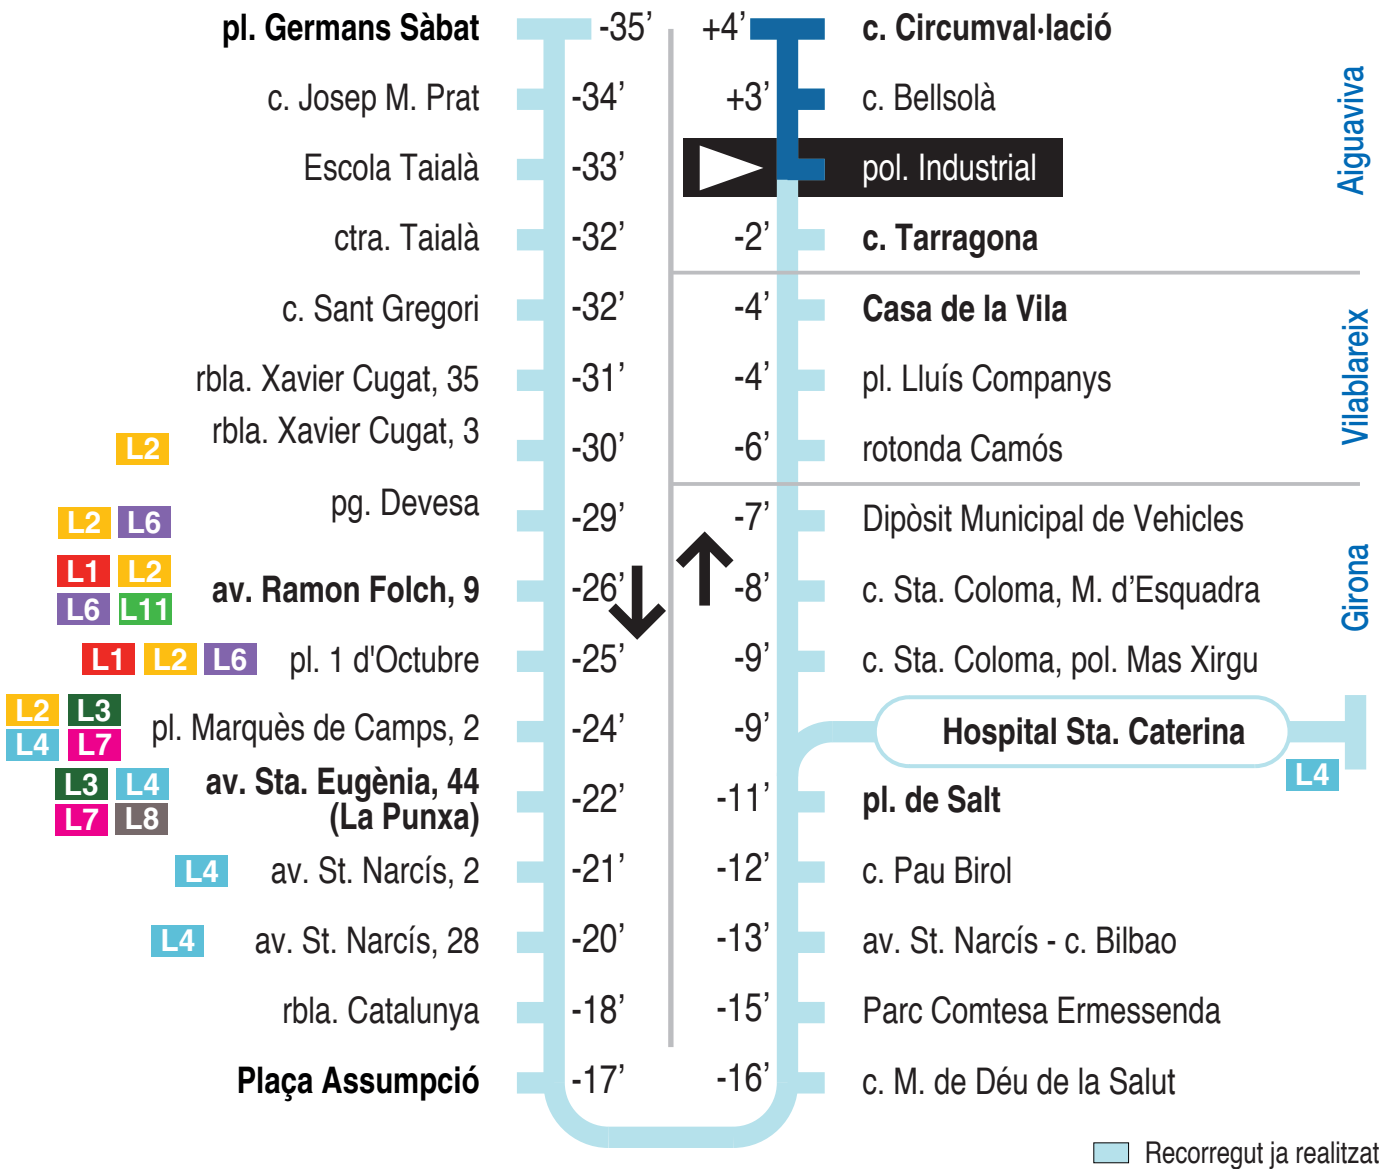 pl. Germans Sàbat -35’
c. Josep M. Prat -34’
Escola Taialà -33’
ctra. Taialà -32’
c. Sant Gregori -32’
rbla. Xavier Cugat, 35 -31’
rbla. Xavier Cugat, 3 -30’
L2
pg. Devesa -29’
L2 L6
L1 L2
av. Ramon Folch, 9 -26’
L6 L11
L1 L2 L6 pl. 1 d'Octubre -25’
L2 L3
pl. Marquès de Camps, 2 -24’
L4 L7
L3 L4 av. Sta. Eugènia, 44 -22’
L7 L8 (La Punxa)
L4 av. St. Narcís, 2 -21’
L4 av. St. Narcís, 28 -20’
rbla. Catalunya -18’
Plaça Assumpció -17’
+4’ c. Circumval·lació
+3’ c. Bellsolà
pol. Industrial
-2’ c. Tarragona
Aiguaviva
-4’ Casa de la Vila
-4’ pl. Lluís Companys
-6’ rotonda Camós
Vilablareix
-7’ Dipòsit Municipal de Vehicles
-8’ c. Sta. Coloma, M. d’Esquadra
-9’ c. Sta. Coloma, pol. Mas Xirgu
Girona
-9’ Hospital Sta. Caterina
L4
-11’ pl. de Salt
-12’ c. Pau Birol
-13’ av. St. Narcís - c. Bilbao
-15’ Parc Comtesa Ermessenda
-16’ c. M. de Déu de la Salut
Recorregut ja realitzat